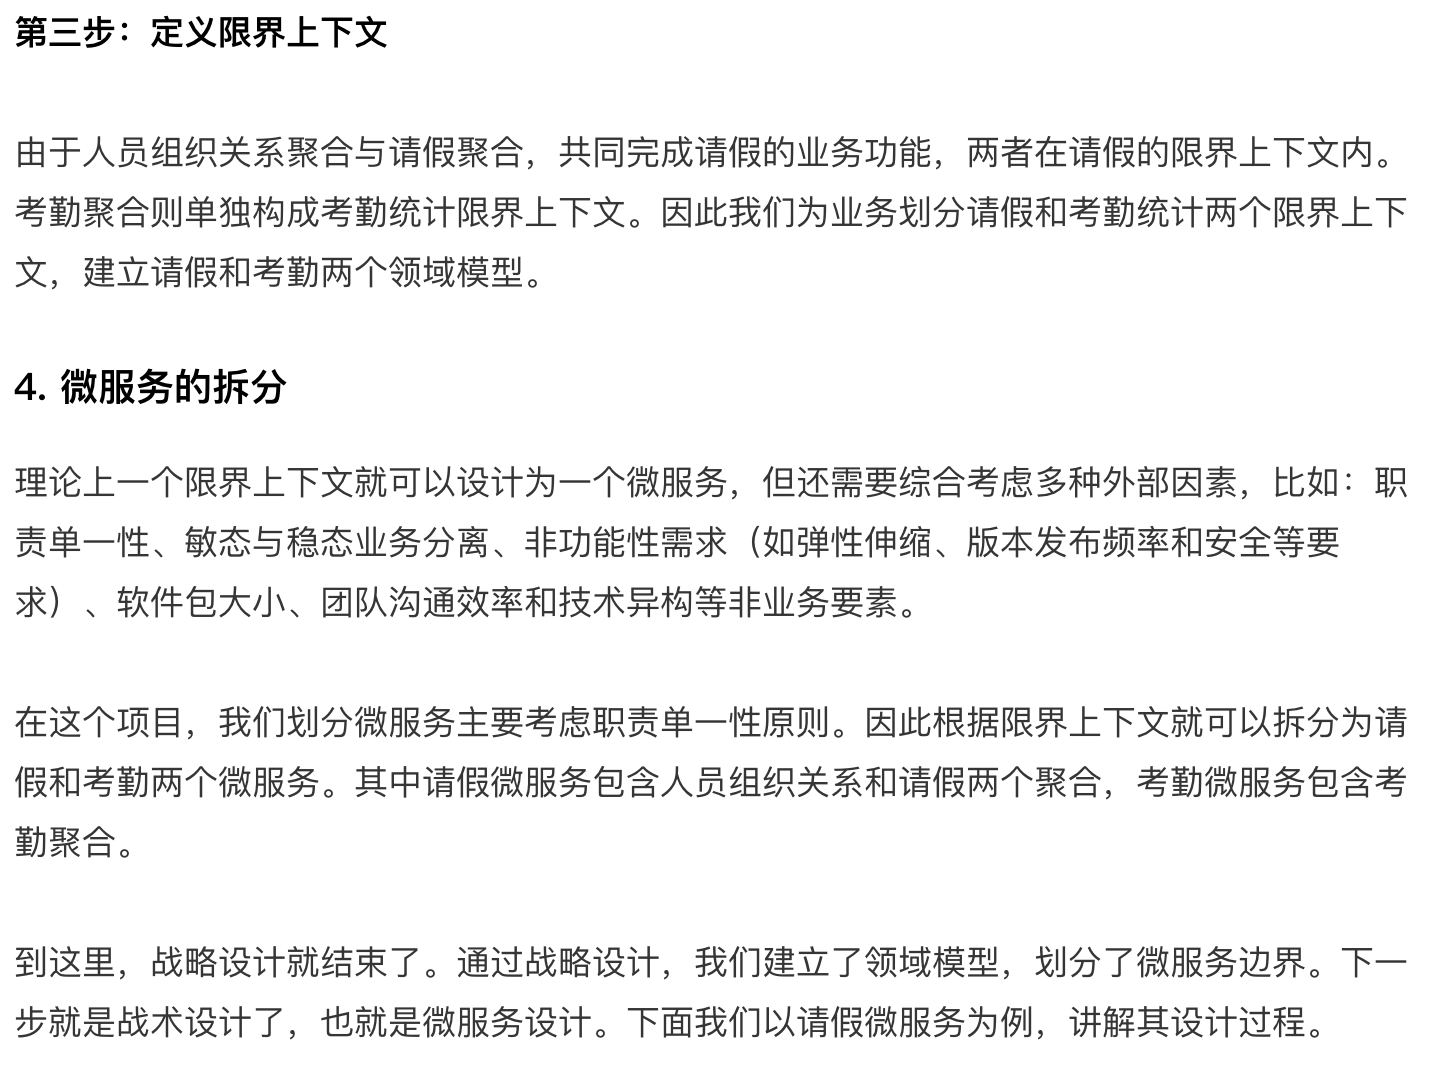 第三步：定义限界上下文
由于人员组织关系聚合与请假聚合，共同完成请假的业务功能，两者在请假的限界上下文内。
考勤聚合则单独构成考勤统计限界上下文。因此我们为业务划分请假和考勤统计两个限界上下
文，建立请假和考勤两个领域模型。
4. 微服务的拆分
理论上一个限界上下文就可以设计为一个微服务，但还需要综合考虑多种外部因素，比如：职
责单一性、敏态与稳态业务分离、非功能性需求（如弹性伸缩、版本发布频率和安全等要
求）、软件包大小、团队沟通效率和技术异构等非业务要素。
在这个项目，我们划分微服务主要考虑职责单一性原则。因此根据限界上下文就可以拆分为请
假和考勤两个微服务。其中请假微服务包含人员组织关系和请假两个聚合，考勤微服务包含考
勤聚合。
到这里，战略设计就结束了。通过战略设计，我们建立了领域模型，划分了微服务边界。下一
步就是战术设计了，也就是微服务设计。下面我们以请假微服务为例，讲解其设计过程。